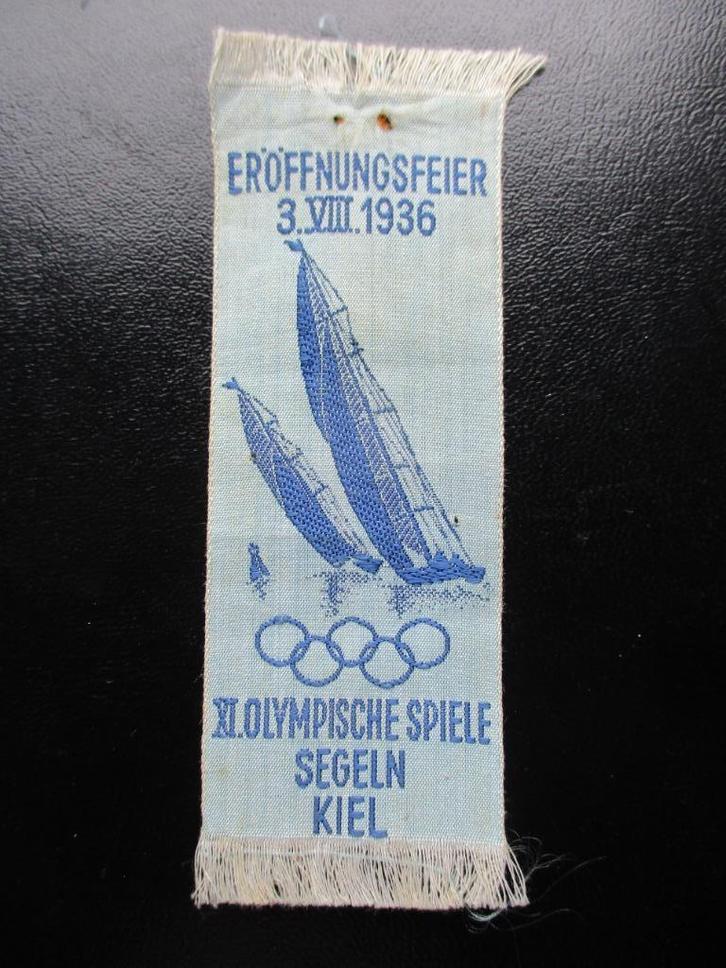 ERÖFFNUNGSFEIER
3.VIII.1936
XI.OLYMPISCHE SPIELE
SEGELN
KIEL